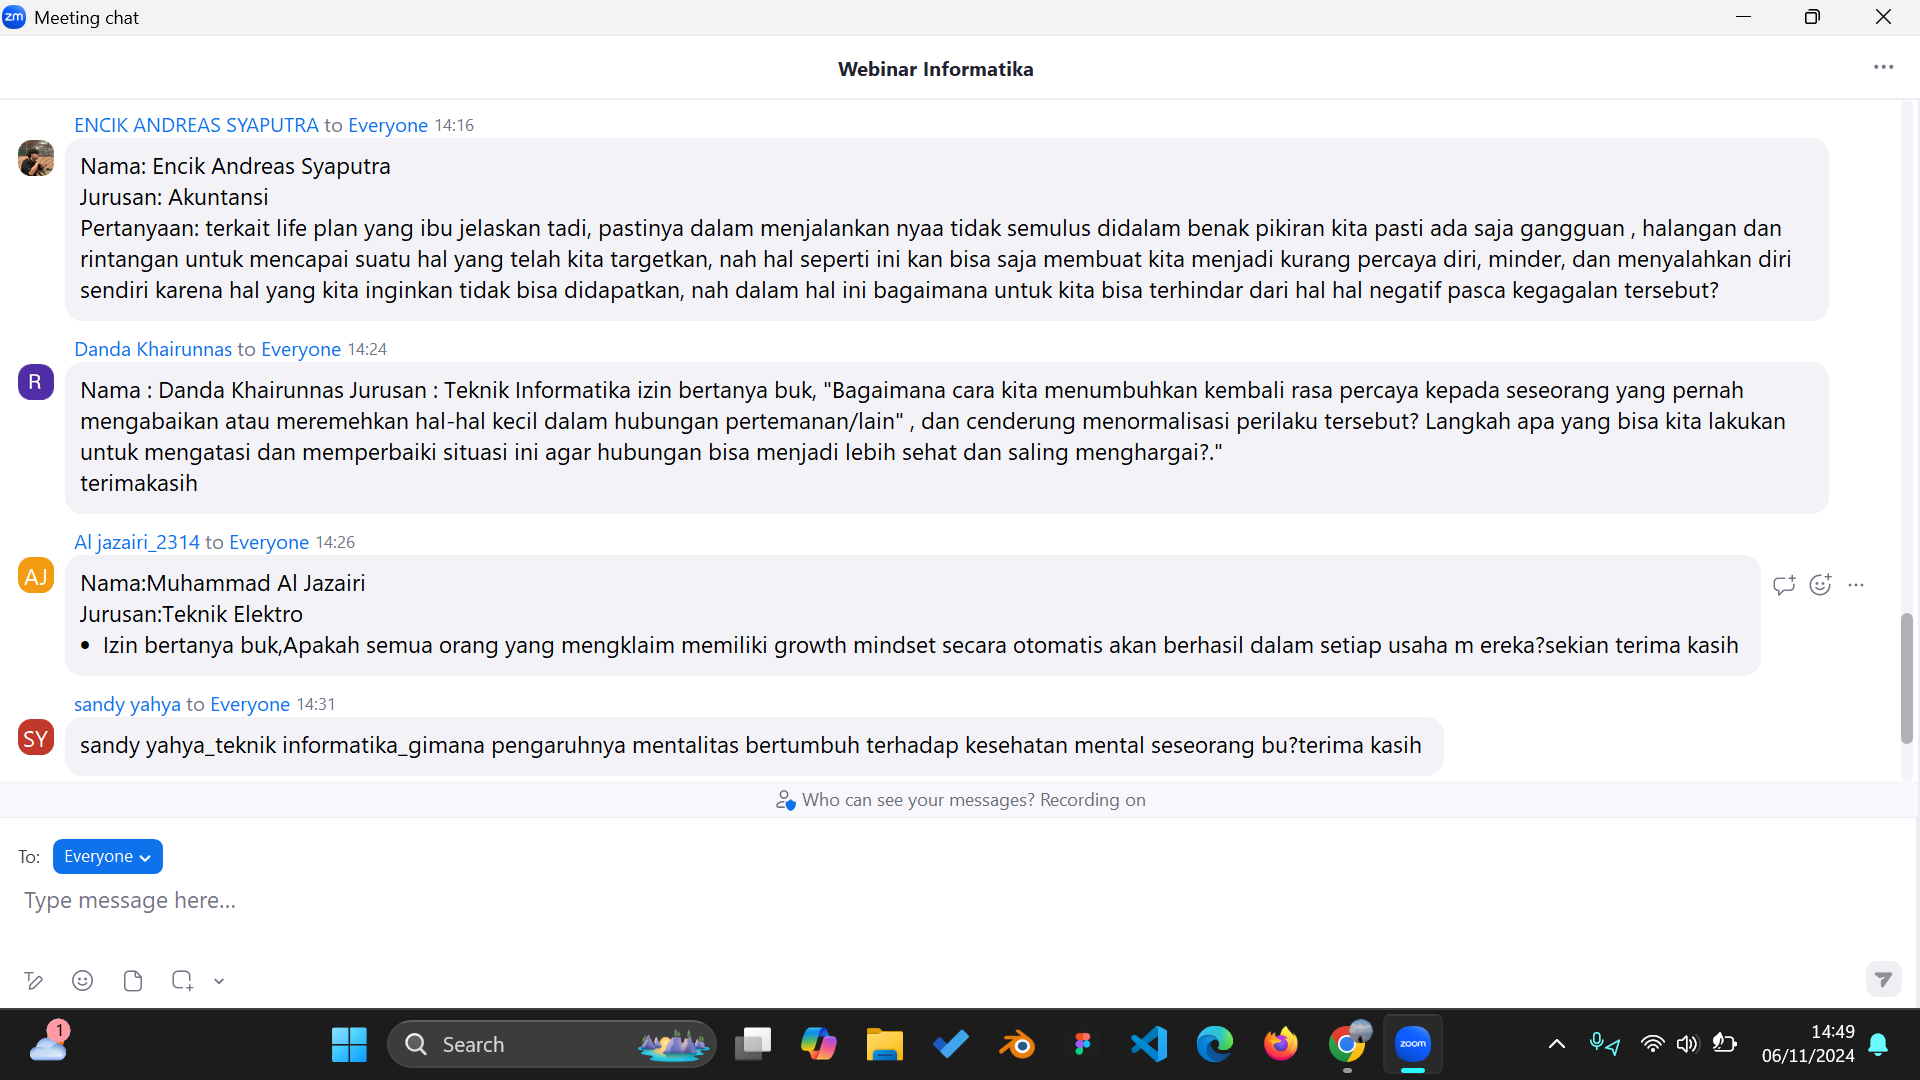 zm Meeting chat
Webinar Informatika
ENCIK ANDREAS SYAPUTRA to Everyone 14:16
Nama: Encik Andreas Syaputra
Jurusan: Akuntansi
Pertanyaan: terkait life plan yang ibu jelaskan tadi, pastinya dalam menjalankan nyaa tidak semulus didalam benak pikiran kita pasti ada saja gangguan , halangan dan
rintangan untuk mencapai suatu hal yang telah kita targetkan, nah hal seperti ini kan bisa saja membuat kita menjadi kurang percaya diri, minder, dan menyalahkan diri
sendiri karena hal yang kita inginkan tidak bisa didapatkan, nah dalam hal ini bagaimana untuk kita bisa terhindar dari hal hal negatif pasca kegagalan tersebut?
Danda Khairunnas to Everyone 14:24
R
Nama : Danda Khairunnas Jurusan : Teknik Informatika izin bertanya buk, "Bagaimana cara kita menumbuhkan kembali rasa percaya kepada seseorang yang pernah
mengabaikan atau meremehkan hal-hal kecil dalam hubungan pertemanan/lain" , dan cenderung menormalisasi perilaku tersebut? Langkah apa yang bisa kita lakukan
untuk mengatasi dan memperbaiki situasi ini agar hubungan bisa menjadi lebih sehat dan saling menghargai?."
terimakasih
Al jazairi_2314 to Everyone 14:26
AJ
Nama:Muhammad Al Jazairi
Jurusan:Teknik Elektro
• Izin bertanya buk,Apakah semua orang yang mengklaim memiliki growth mindset secara otomatis akan berhasil dalam setiap usaha m ereka?sekian terima kasih
sandy yahya to Everyone 14:31
SY
sandy yahya_teknik informatika_gimana pengaruhnya mentalitas bertumbuh terhadap kesehatan mental seseorang bu?terima kasih
Who can see your messages? Recording on
To: Everyone
Type message here...
1
Search
zoom
14:49
06/11/2024